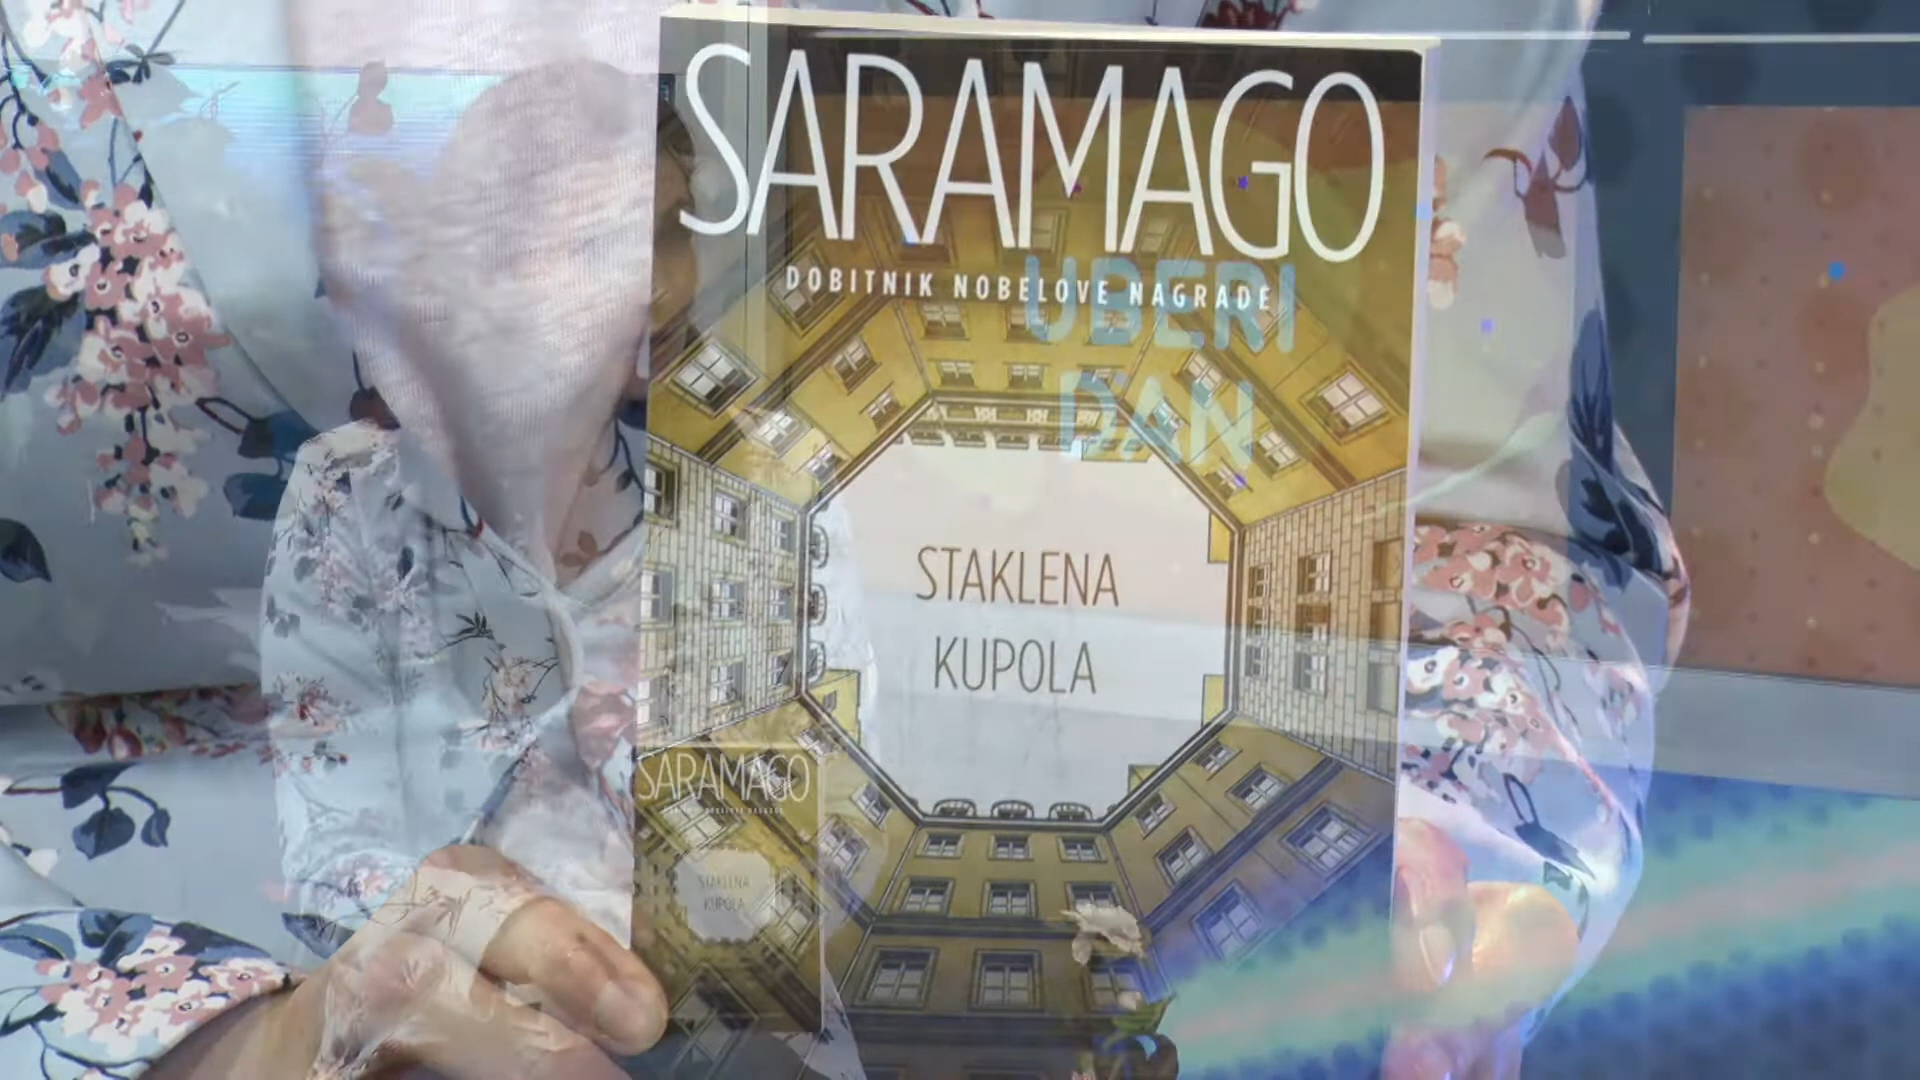 SARAMAGO
DOBITNIK NOBELOVE NAGRADE
UBERI
DAN
STAKLENA
KUPOLA
SARAMAGO
STAKLENA
KUPOLA